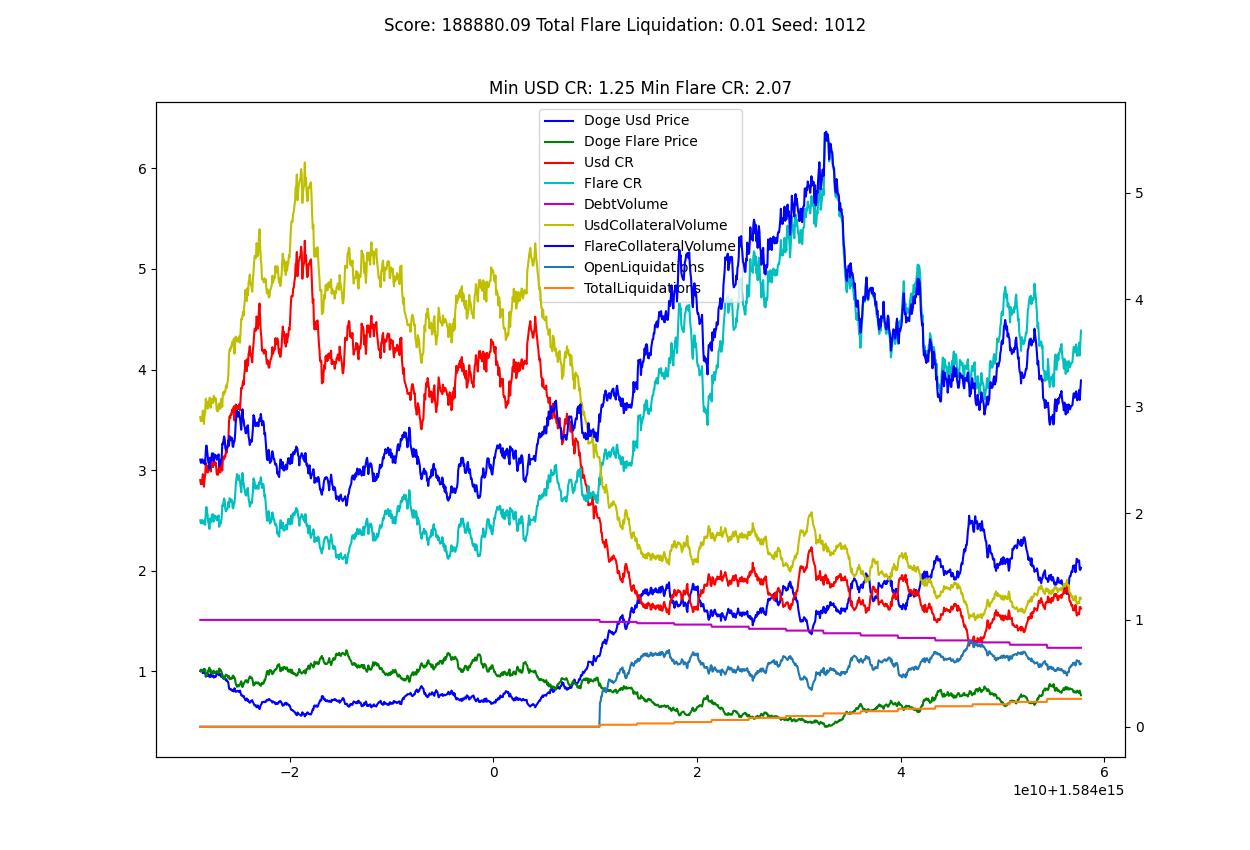 Score: 188880.09 Total Flare Liquidation: 0.01 Seed: 1012
Min USD CR: 1.25 Min Flare CR: 2.07
Doge Usd Price
Doge Flare Price
Usd CR
Flare CR
DebtVolume
UsdCollateralVolume
FlareCollateralVolume
OpenLiquidations
TotalLiquidations
6
5
4
3
2
1
5
4
3
2
1
0
−2
0
2
4
6
1e10+1.584e15